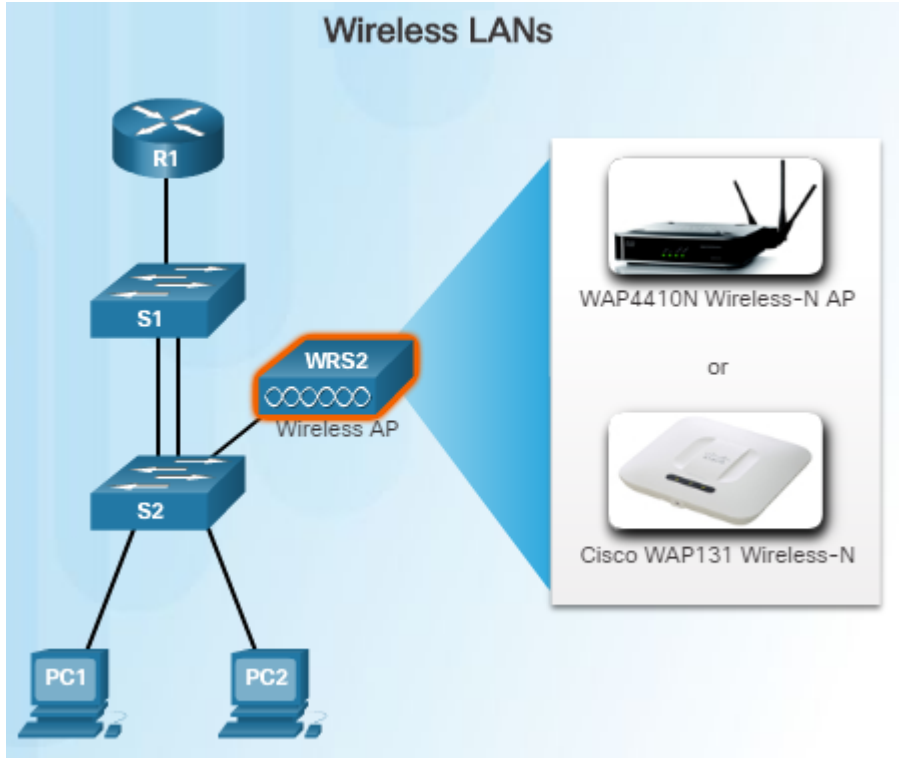 Wireless LANs
R1
S1
WRS2
Wireless AP
S2
PC1
PC2
WAP4410N Wireless-N AP
or
Cisco WAP131 Wireless-N